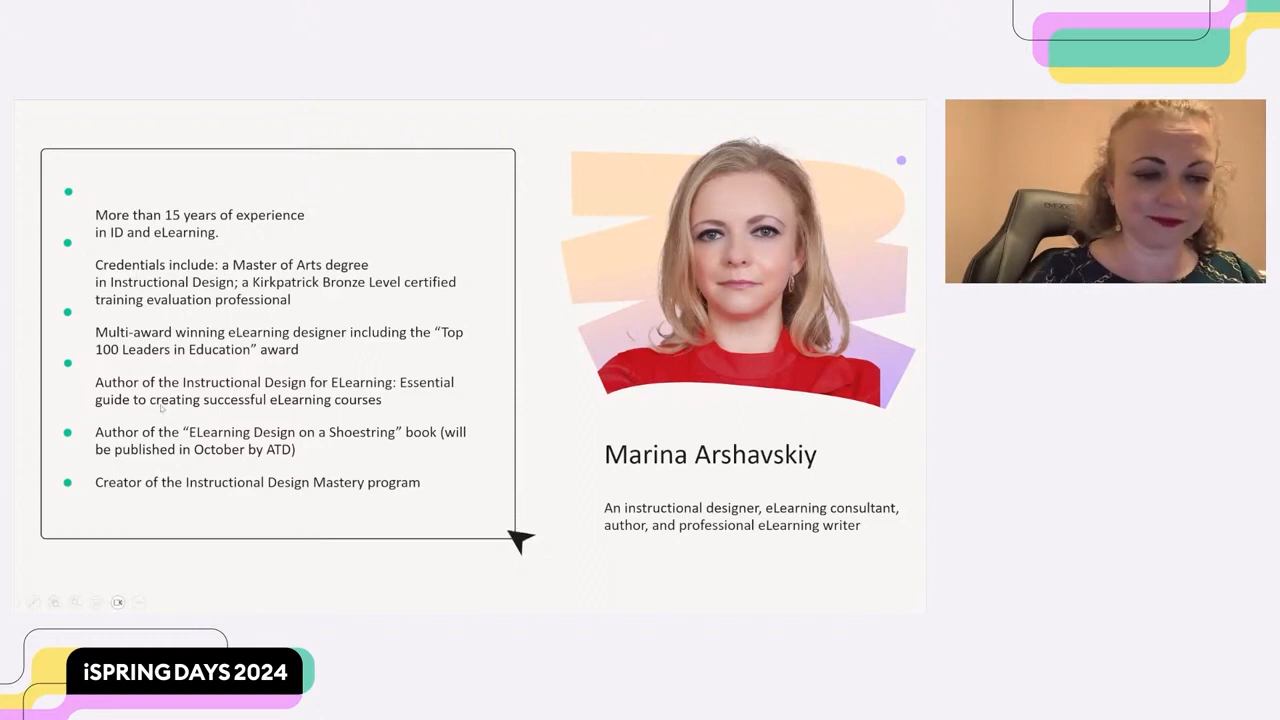 More than 15 years of experience
in ID and eLearning.
Credentials include: a Master of Arts degree
in Instructional Design; a Kirkpatrick Bronze Level certified
training evaluation professional
Multi-award winning eLearning designer including the “Top
100 Leaders in Education” award
Author of the Instructional Design for ELearning: Essential
guide to creating successful eLearning courses
Author of the “ELearning Design on a Shoestring” book (will
be published in October by ATD)
Creator of the Instructional Design Mastery program
Marina Arshavskiy
An instructional designer, eLearning consultant,
author, and professional eLearning writer
iSPRING DAYS 2024